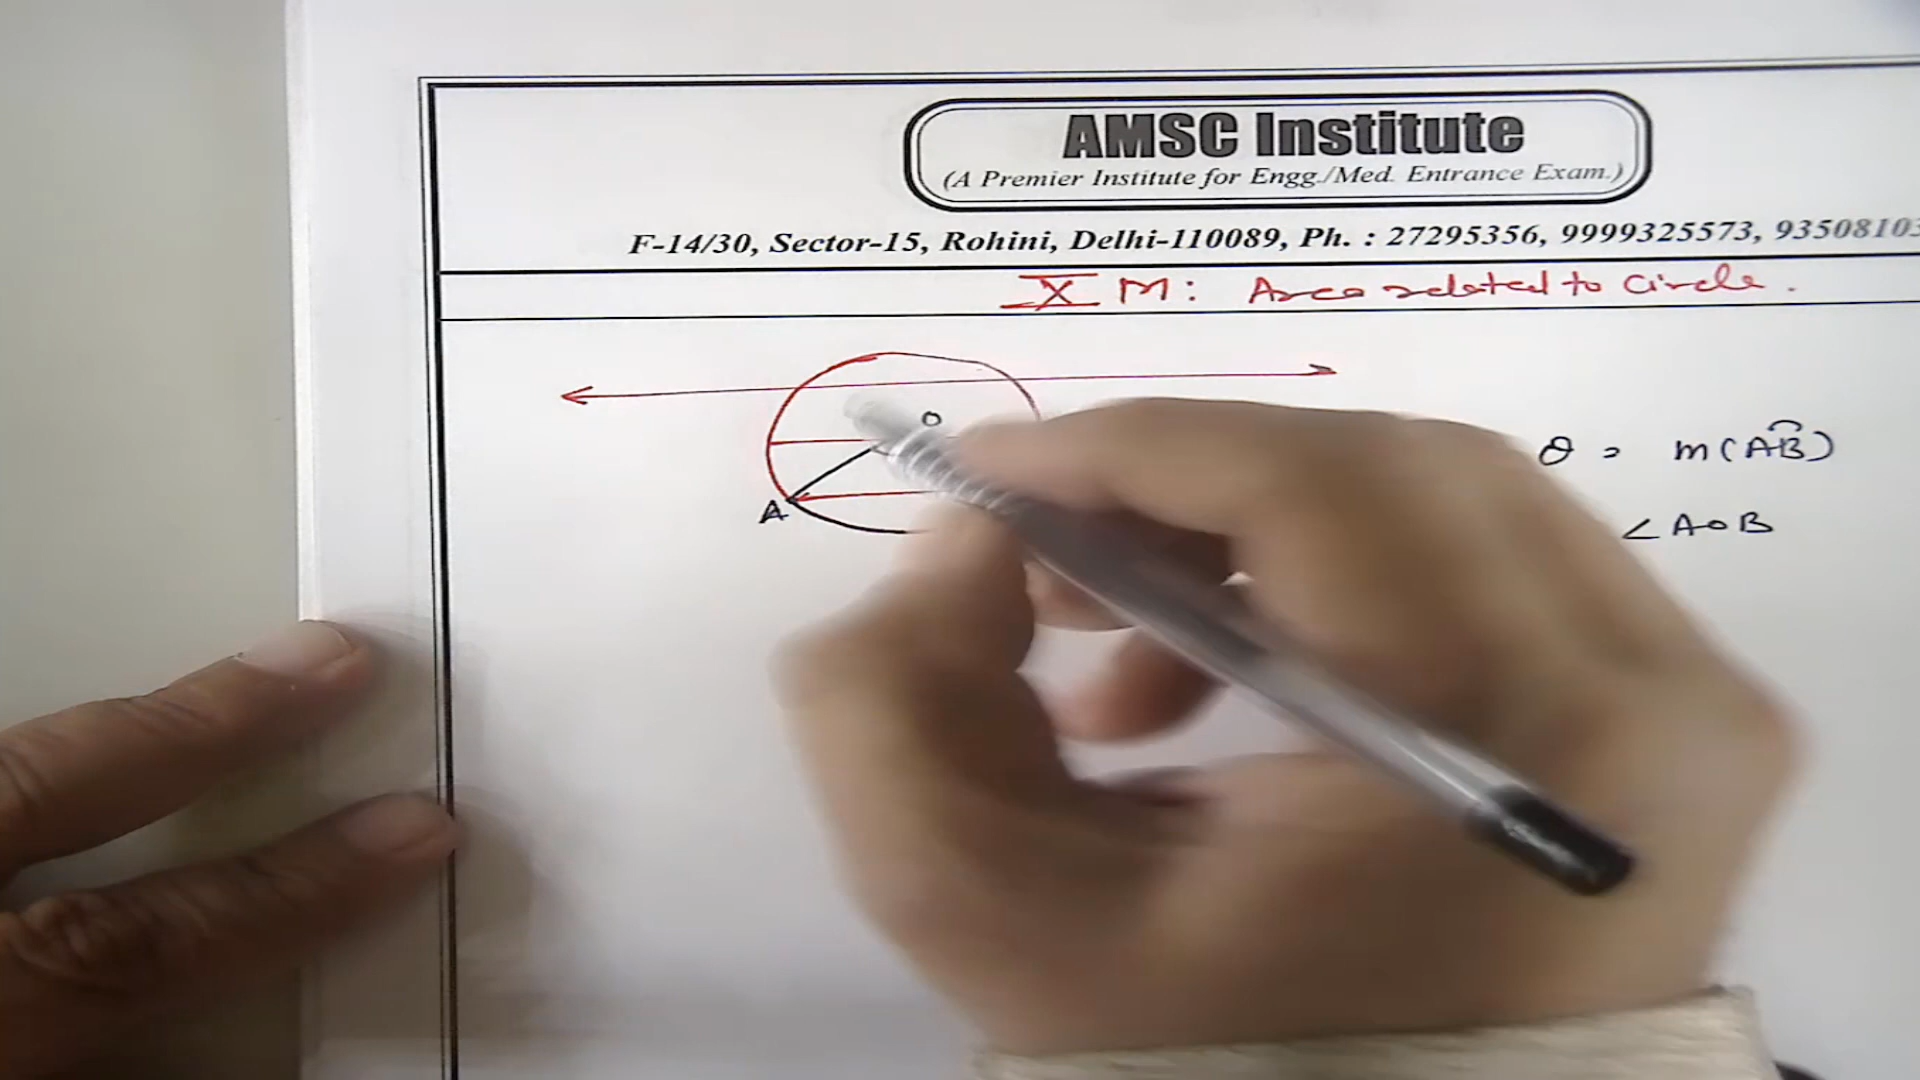 AMSC Institute
(A Premier Institute for Engg./Med. Entrance Exam.)
F-14/30, Sector-15, Rohini, Delhi-110089, Ph. : 27295356, 9999325573, 93508103
X M: Area related to Circle.
O
θ = m(AB)
A
∠AOB